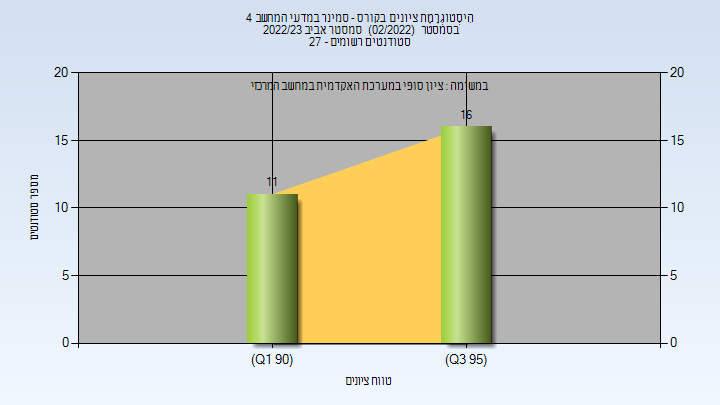 היסטוגרמת ציונים בקורס - סמינר במדעי המחשב 4
בסמסטר (02/2022) סמסטר אביב 2022/23
סטודנטים רשומים - 27
במשימה : ציון סופי במערכת האקדמית במחשב המרכזי
20 20
15 15
10 10
5 5
0 0
11
16
מספר סטודנטים
(Q1 90) (Q3 95)
טווח ציונים